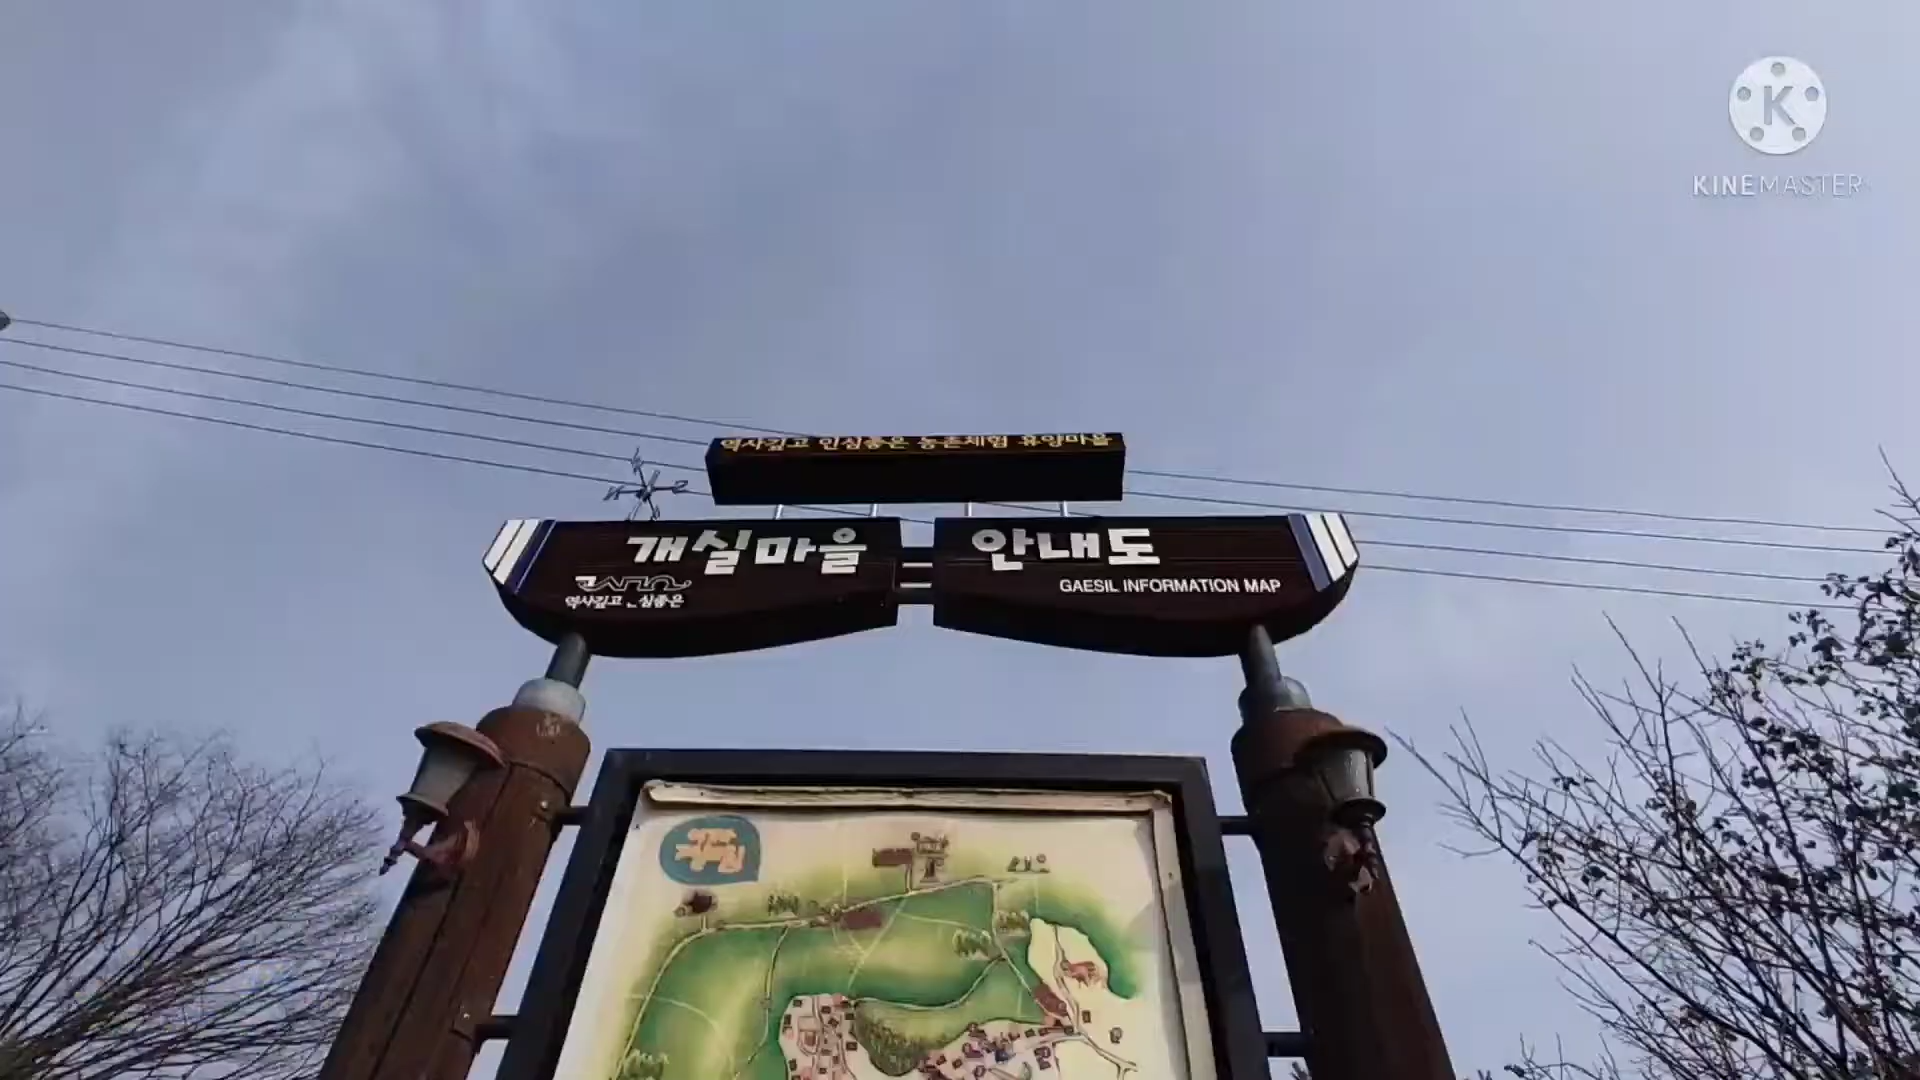 K
KINEMASTER
역사깊고 인심좋은 농촌체험 휴양마을
개실마을 안내도
GAESIL INFORMATION MAP
역사깊고 인심좋은